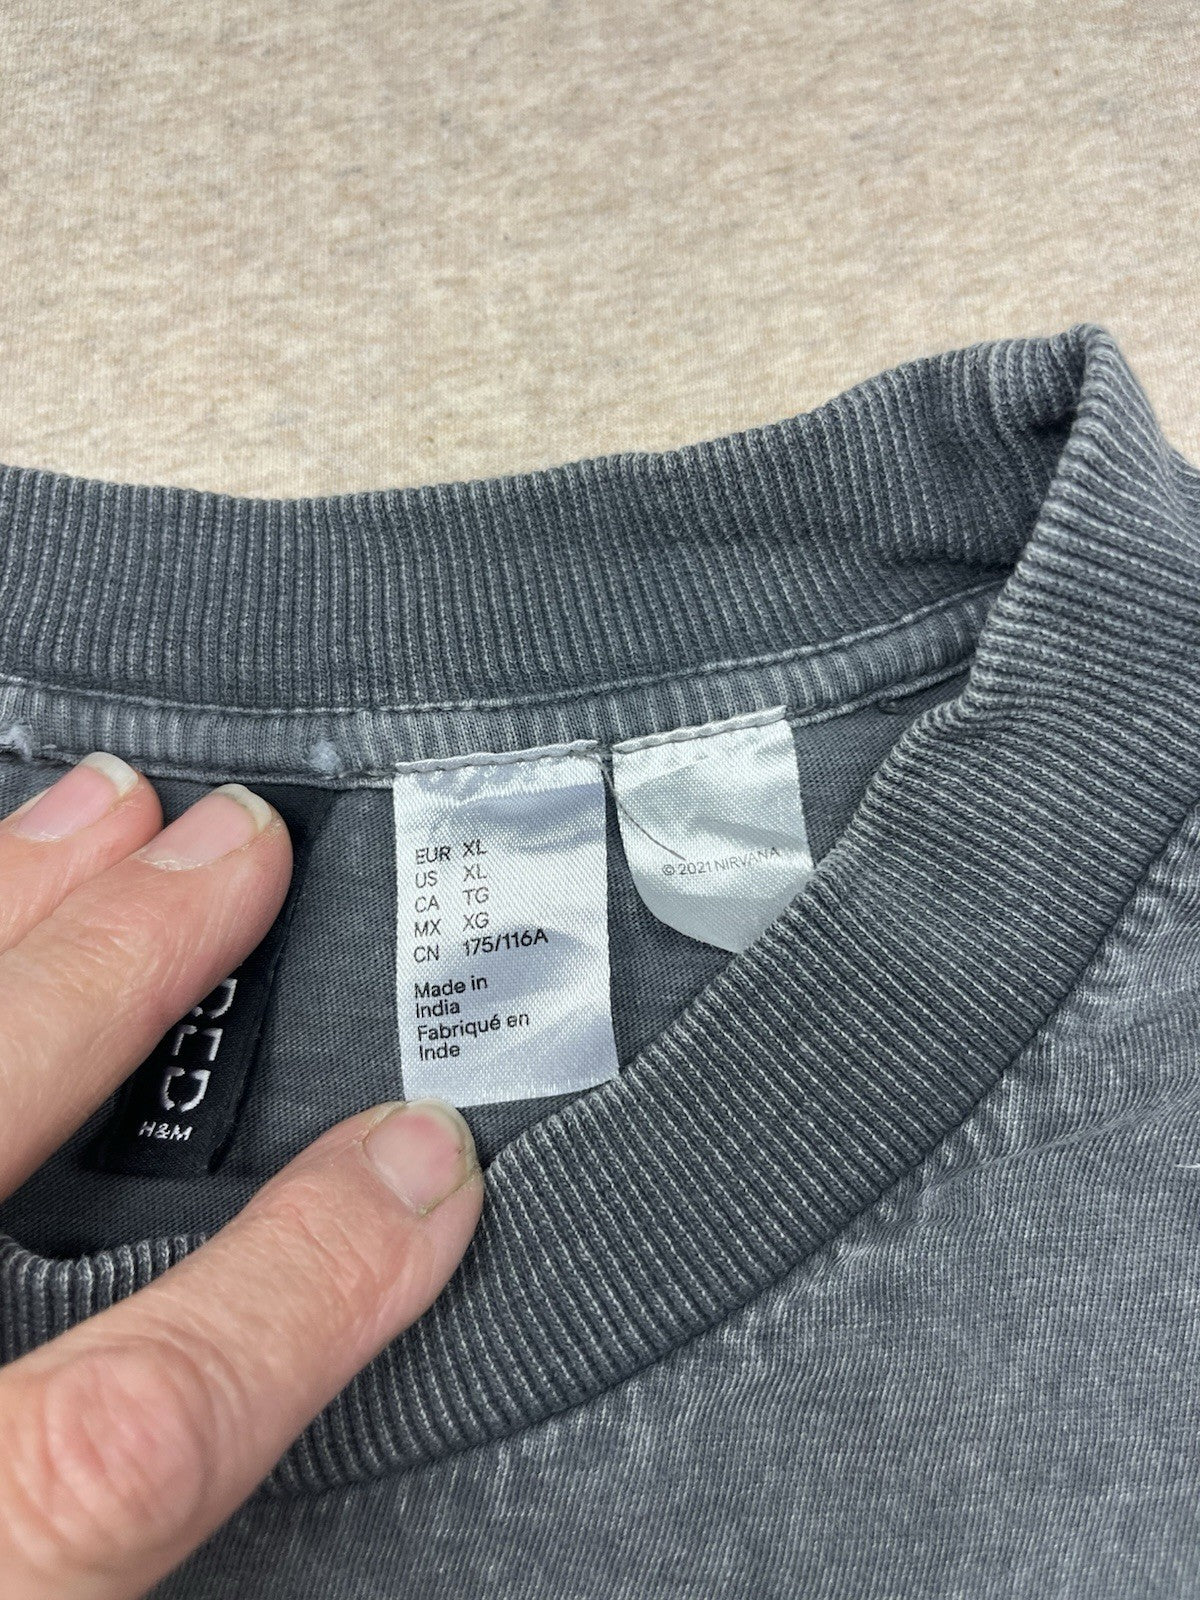 EUR XL
US XL
CA TG
MX XG
CN 175/116A
Made in
India
Fabriqué en
Inde
© 2021 NIRVANA
H&M